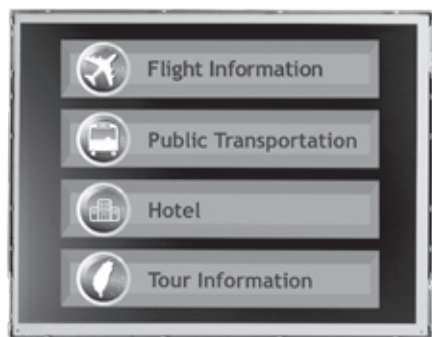 Flight Information
Public Transportation
Hotel
Tour Information